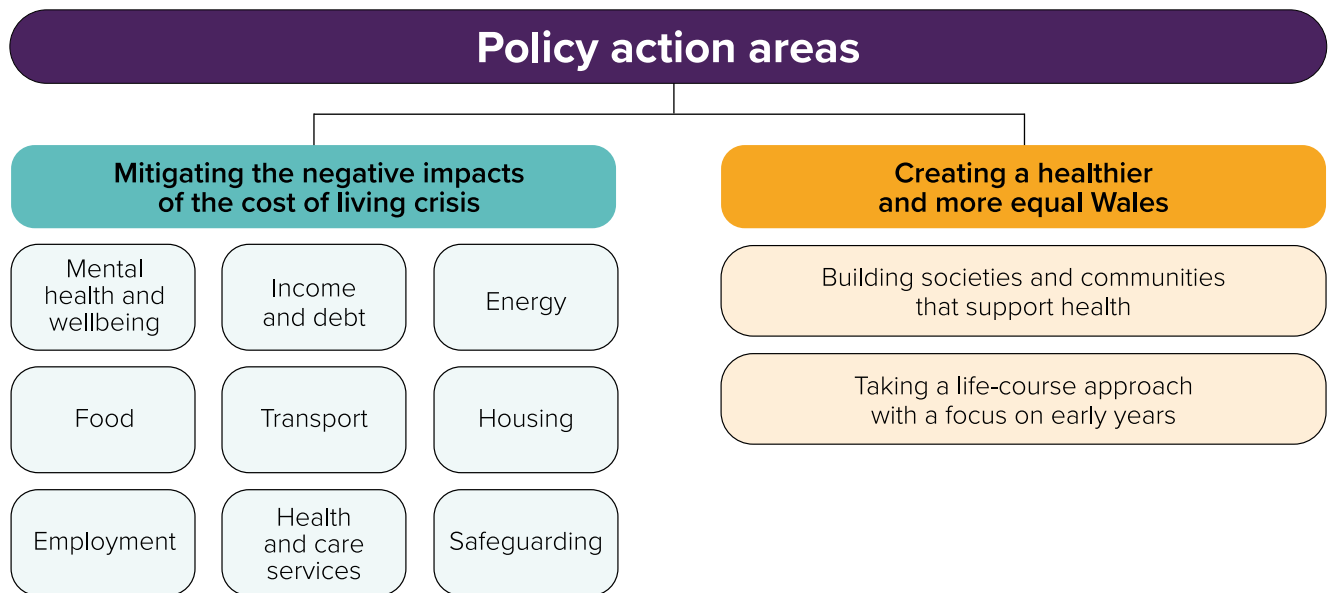 Policy action areas
Mitigating the negative impacts
of the cost of living crisis
Mental
health and
wellbeing
Income
and debt
Energy
Food
Transport
Housing
Employment
Health
and care
services
Safeguarding
Creating a healthier
and more equal Wales
Building societies and communities
that support health
Taking a life-course approach
with a focus on early years